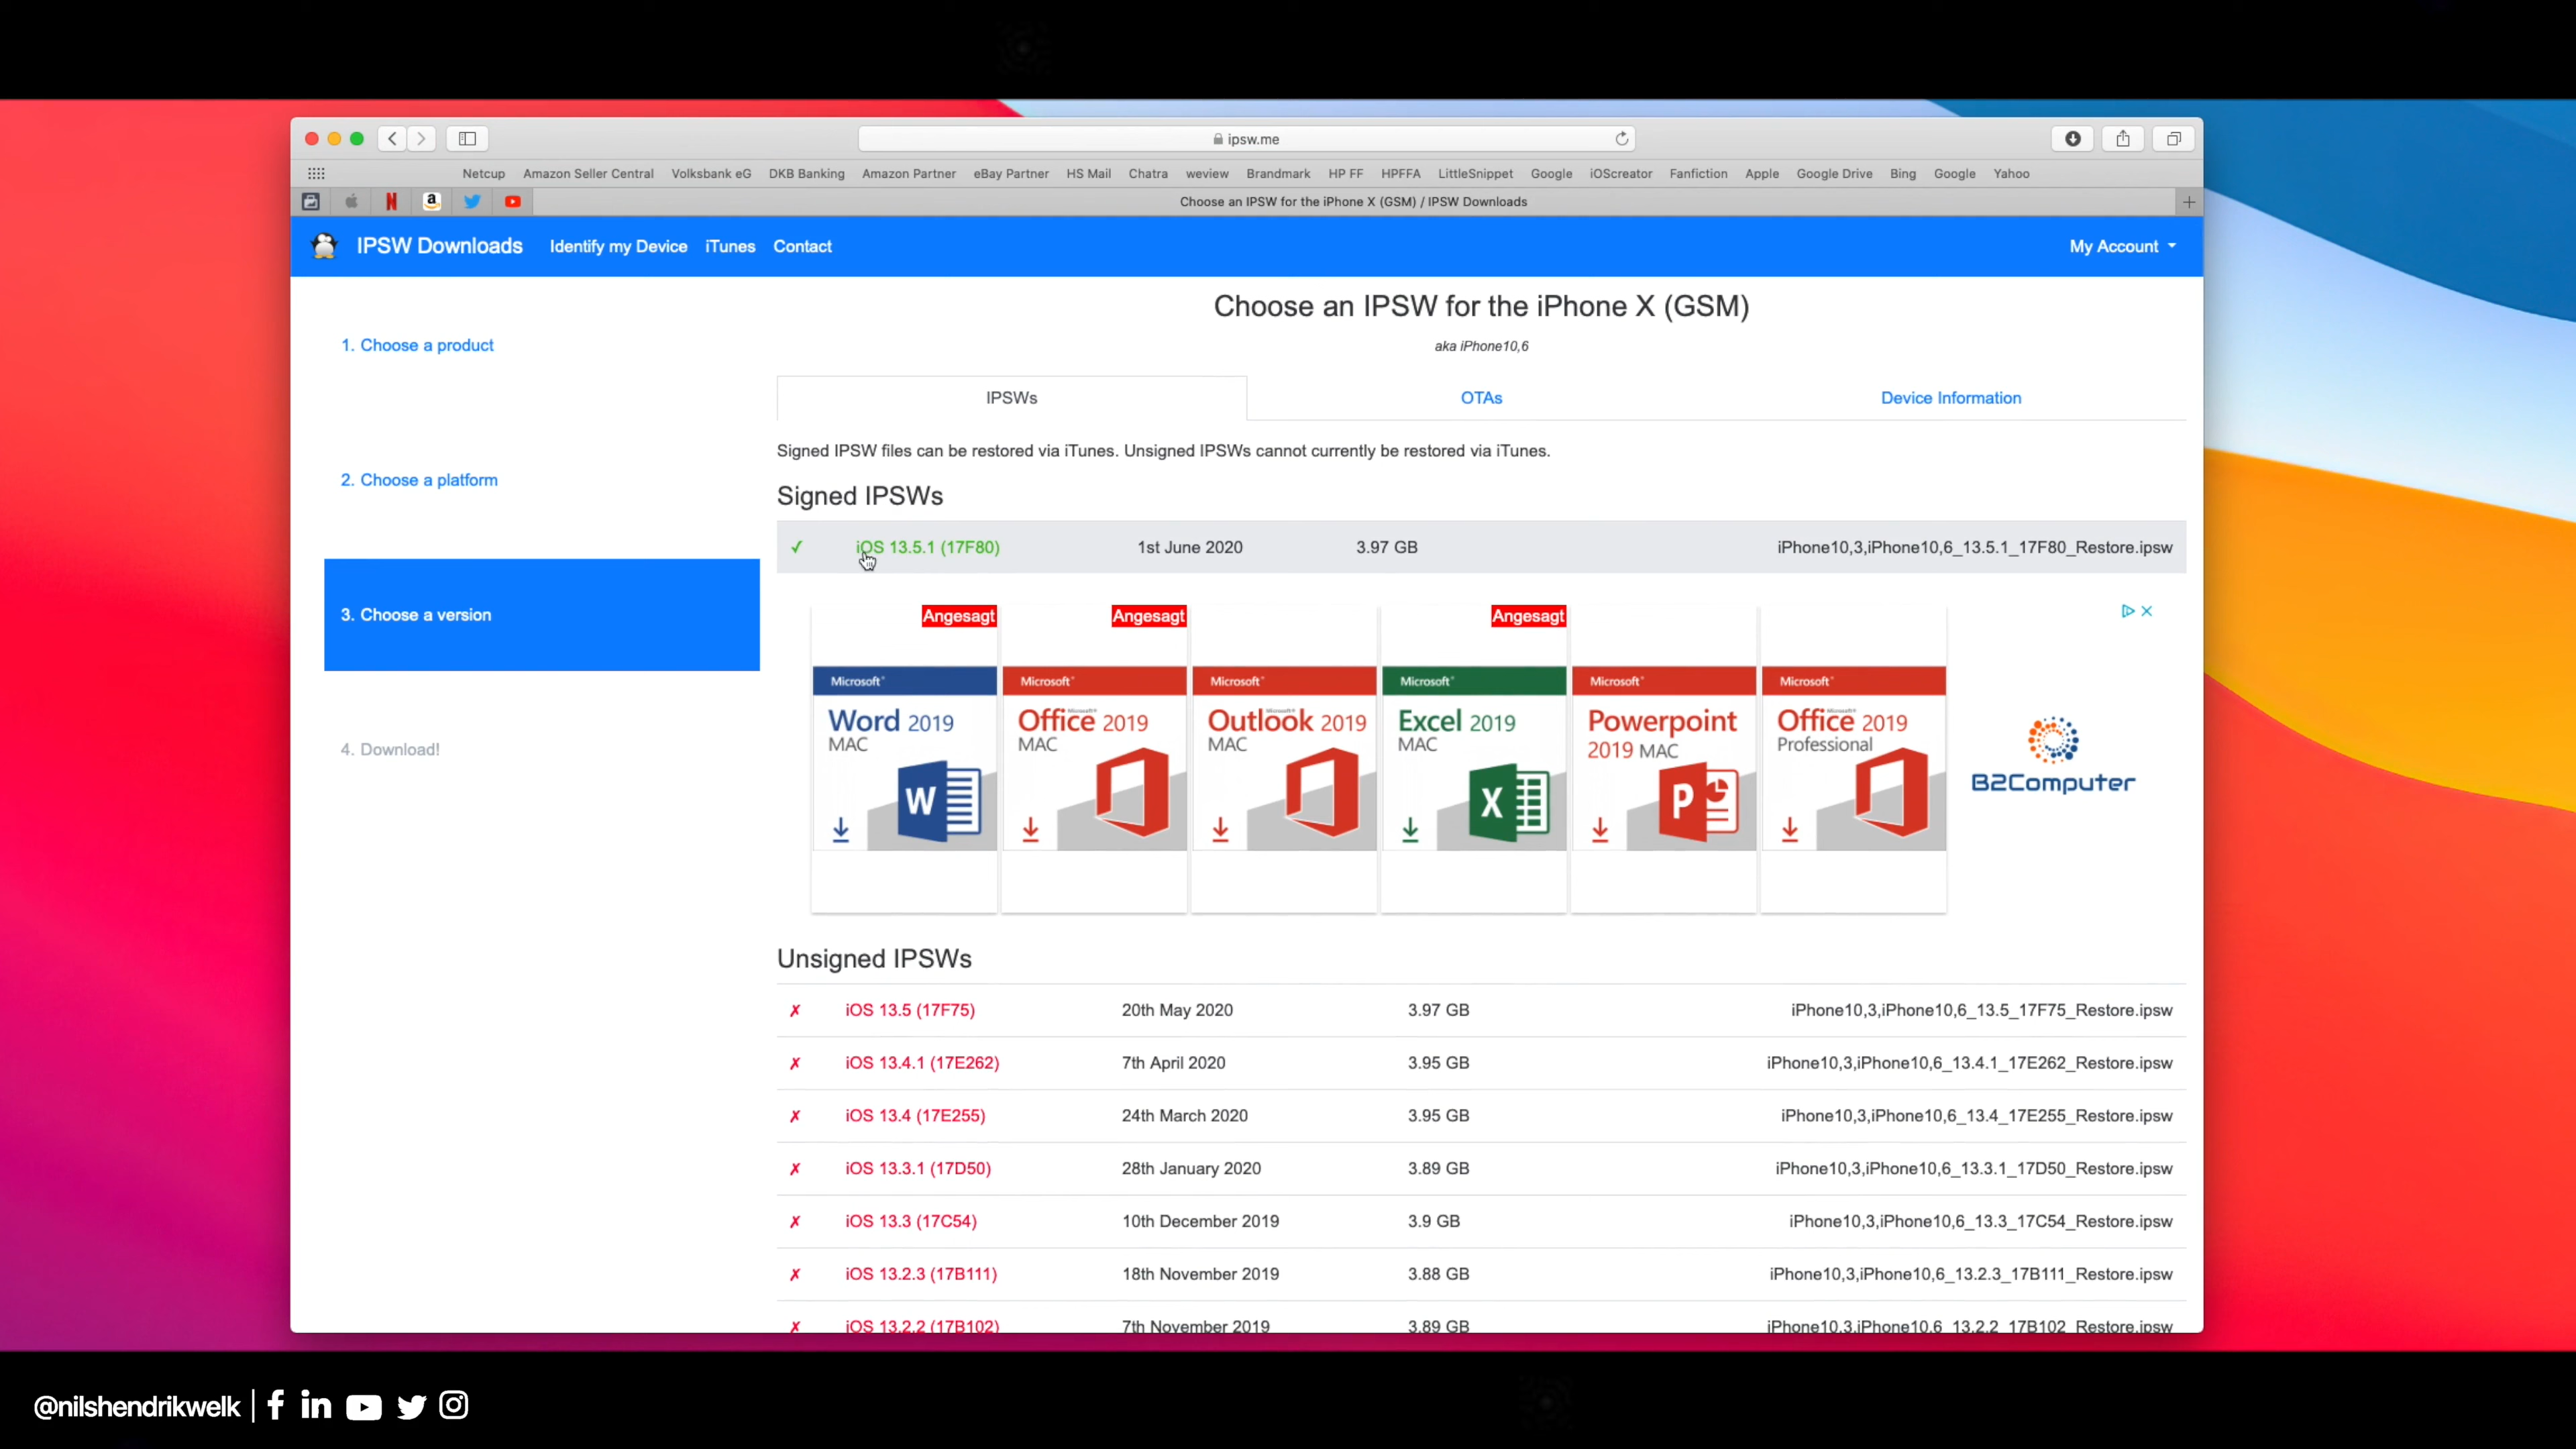 ipsw.me
Netcup Amazon Seller Central Volksbank eG DKB Banking Amazon Partner eBay Partner HS Mail Chatra weview Brandmark HP FF HPFFA LittleSnippet Google iOScreator Fanfiction Apple Google Drive Bing Google Yahoo
Choose an IPSW for the iPhone X (GSM) / IPSW Downloads
IPSW Downloads Identify my Device iTunes Contact My Account
1. Choose a product
2. Choose a platform
3. Choose a version
4. Download!
Choose an IPSW for the iPhone X (GSM)
aka iPhone10,6
IPSWs OTAs Device Information
Signed IPSW files can be restored via iTunes. Unsigned IPSWs cannot currently be restored via iTunes.
Signed IPSWs
✓ iOS 13.5.1 (17F80) 1st June 2020 3.97 GB iPhone10,3,iPhone10,6_13.5.1_17F80_Restore.ipsw
Angesagt Angesagt Angesagt
Microsoft Microsoft Microsoft Microsoft Microsoft Microsoft
Word 2019 Office 2019 Outlook 2019 Excel 2019 Powerpoint Office 2019
MAC MAC MAC MAC 2019 MAC Professional
W X P
B2Computer
Unsigned IPSWs
✗ iOS 13.5 (17F75) 20th May 2020 3.97 GB iPhone10,3,iPhone10,6_13.5_17F75_Restore.ipsw
✗ iOS 13.4.1 (17E262) 7th April 2020 3.95 GB iPhone10,3,iPhone10,6_13.4.1_17E262_Restore.ipsw
✗ iOS 13.4 (17E255) 24th March 2020 3.95 GB iPhone10,3,iPhone10,6_13.4_17E255_Restore.ipsw
✗ iOS 13.3.1 (17D50) 28th January 2020 3.89 GB iPhone10,3,iPhone10,6_13.3.1_17D50_Restore.ipsw
✗ iOS 13.3 (17C54) 10th December 2019 3.9 GB iPhone10,3,iPhone10,6_13.3_17C54_Restore.ipsw
✗ iOS 13.2.3 (17B111) 18th November 2019 3.88 GB iPhone10,3,iPhone10,6_13.2.3_17B111_Restore.ipsw
✗ iOS 13.2.2 (17B102) 7th November 2019 3.89 GB iPhone10,3,iPhone10,6_13.2.2_17B102_Restore.ipsw
@nilshendrikwelk